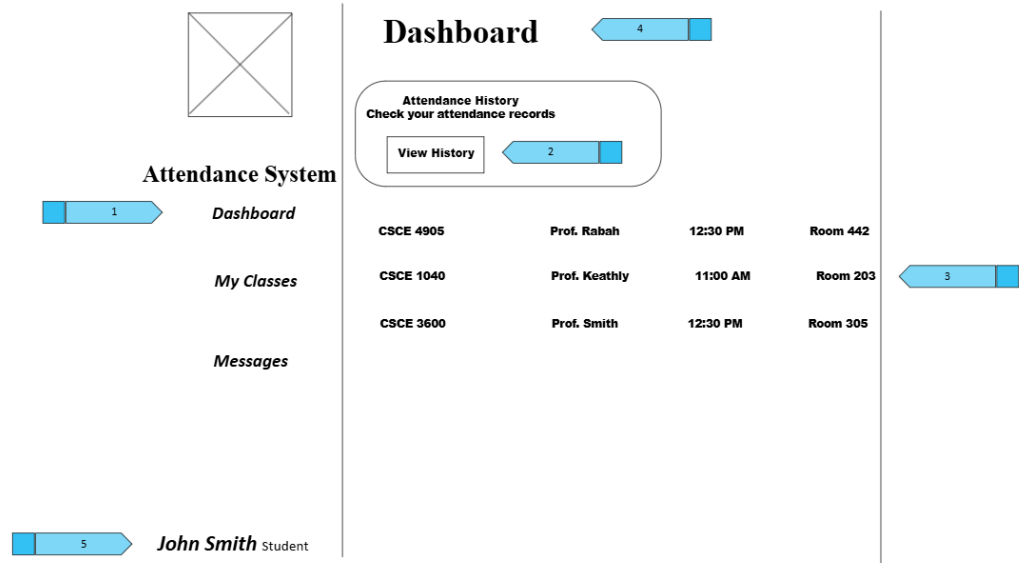 Attendance System
1
Dashboard
My Classes
Messages
5
John Smith Student
Dashboard
4
Attendance History
Check your attendance records
View History
2
CSCE 4905 Prof. Rabah 12:30 PM Room 442
CSCE 1040 Prof. Keathly 11:00 AM Room 203
3
CSCE 3600 Prof. Smith 12:30 PM Room 305